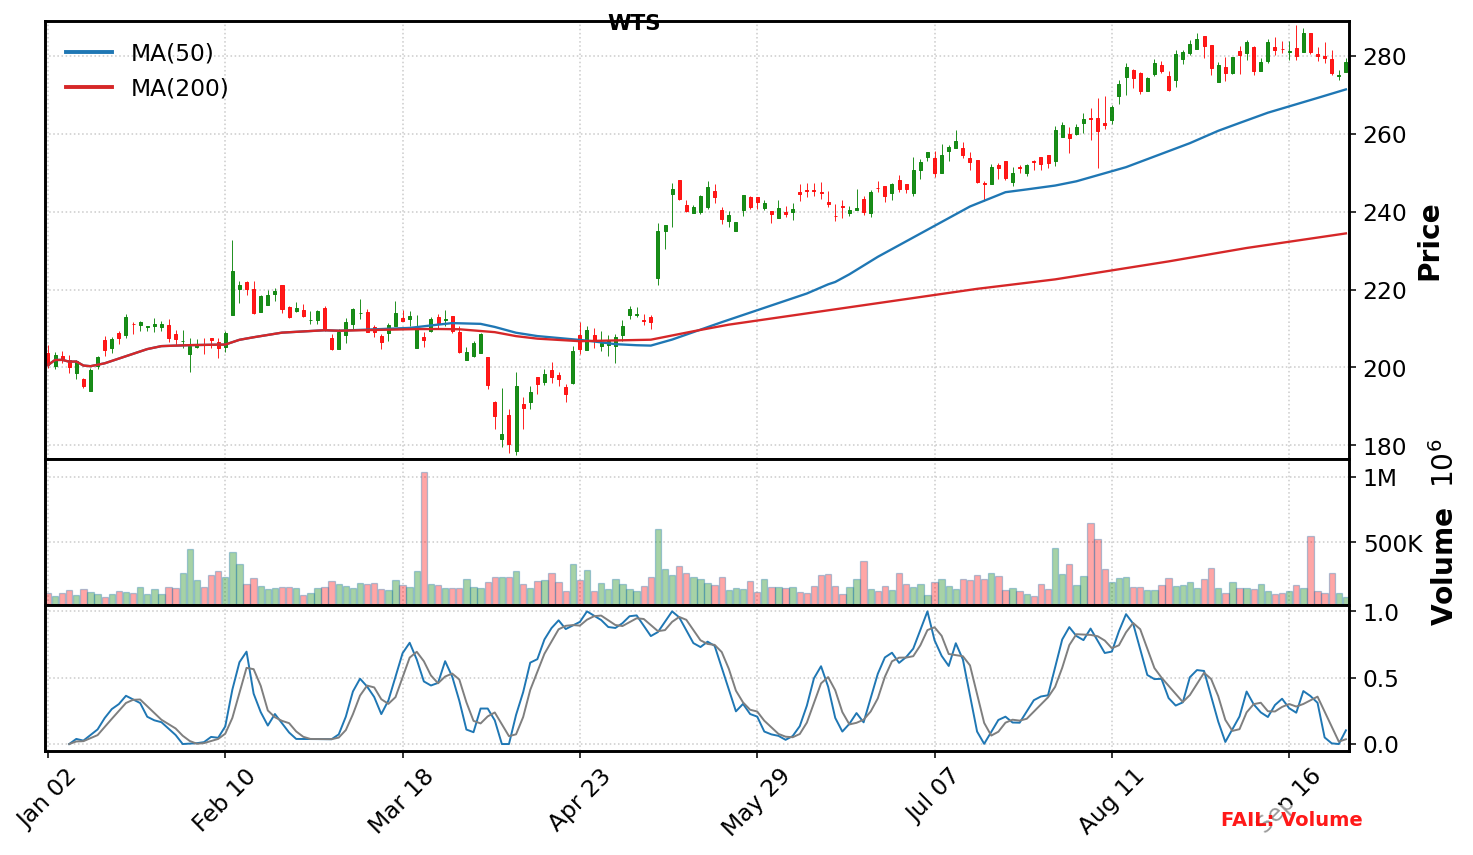 WTS
MA(50)
MA(200)
280
260
240
220
200
180
Price
1M
500K
Volume 10⁶
1.0
0.5
0.0
Jan 02
Feb 10
Mar 18
Apr 23
May 29
Jul 07
Aug 11
Sep 16
FAIL: Volume